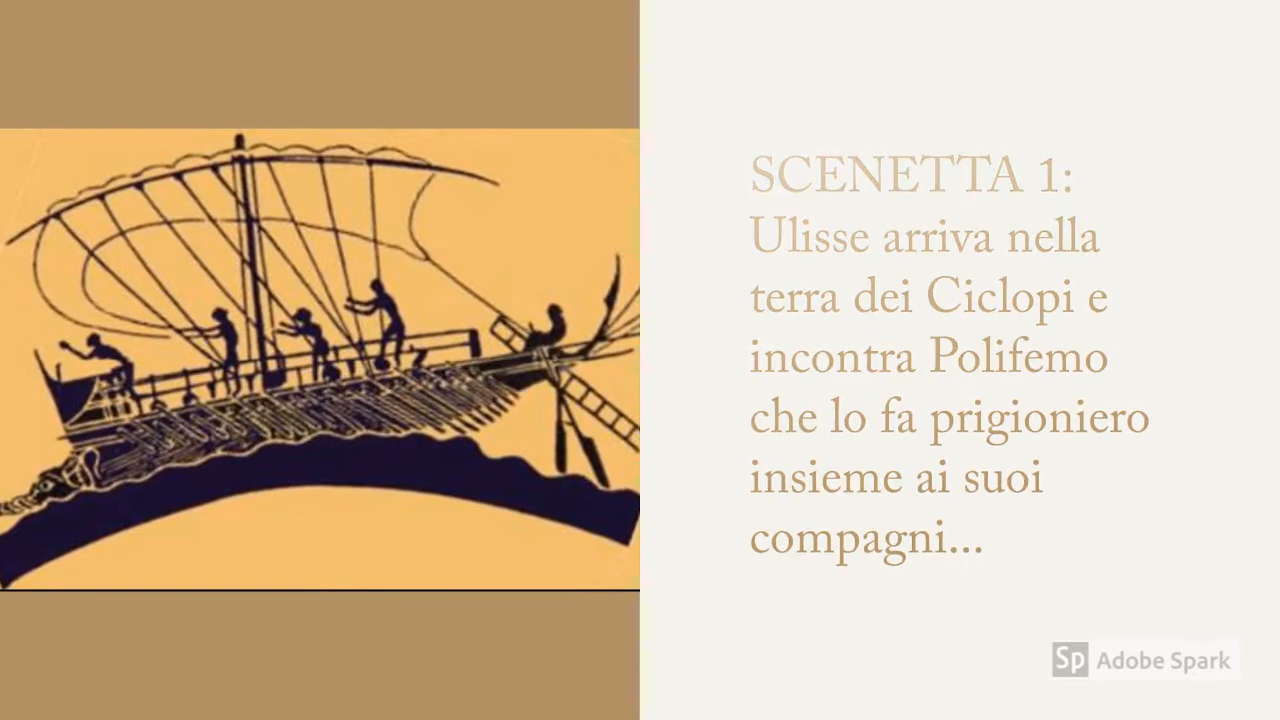 SCENETTA 1:
Ulisse arriva nella
terra dei Ciclopi e
incontra Polifemo
che lo fa prigioniero
insieme ai suoi
compagni...
Sp Adobe Spark